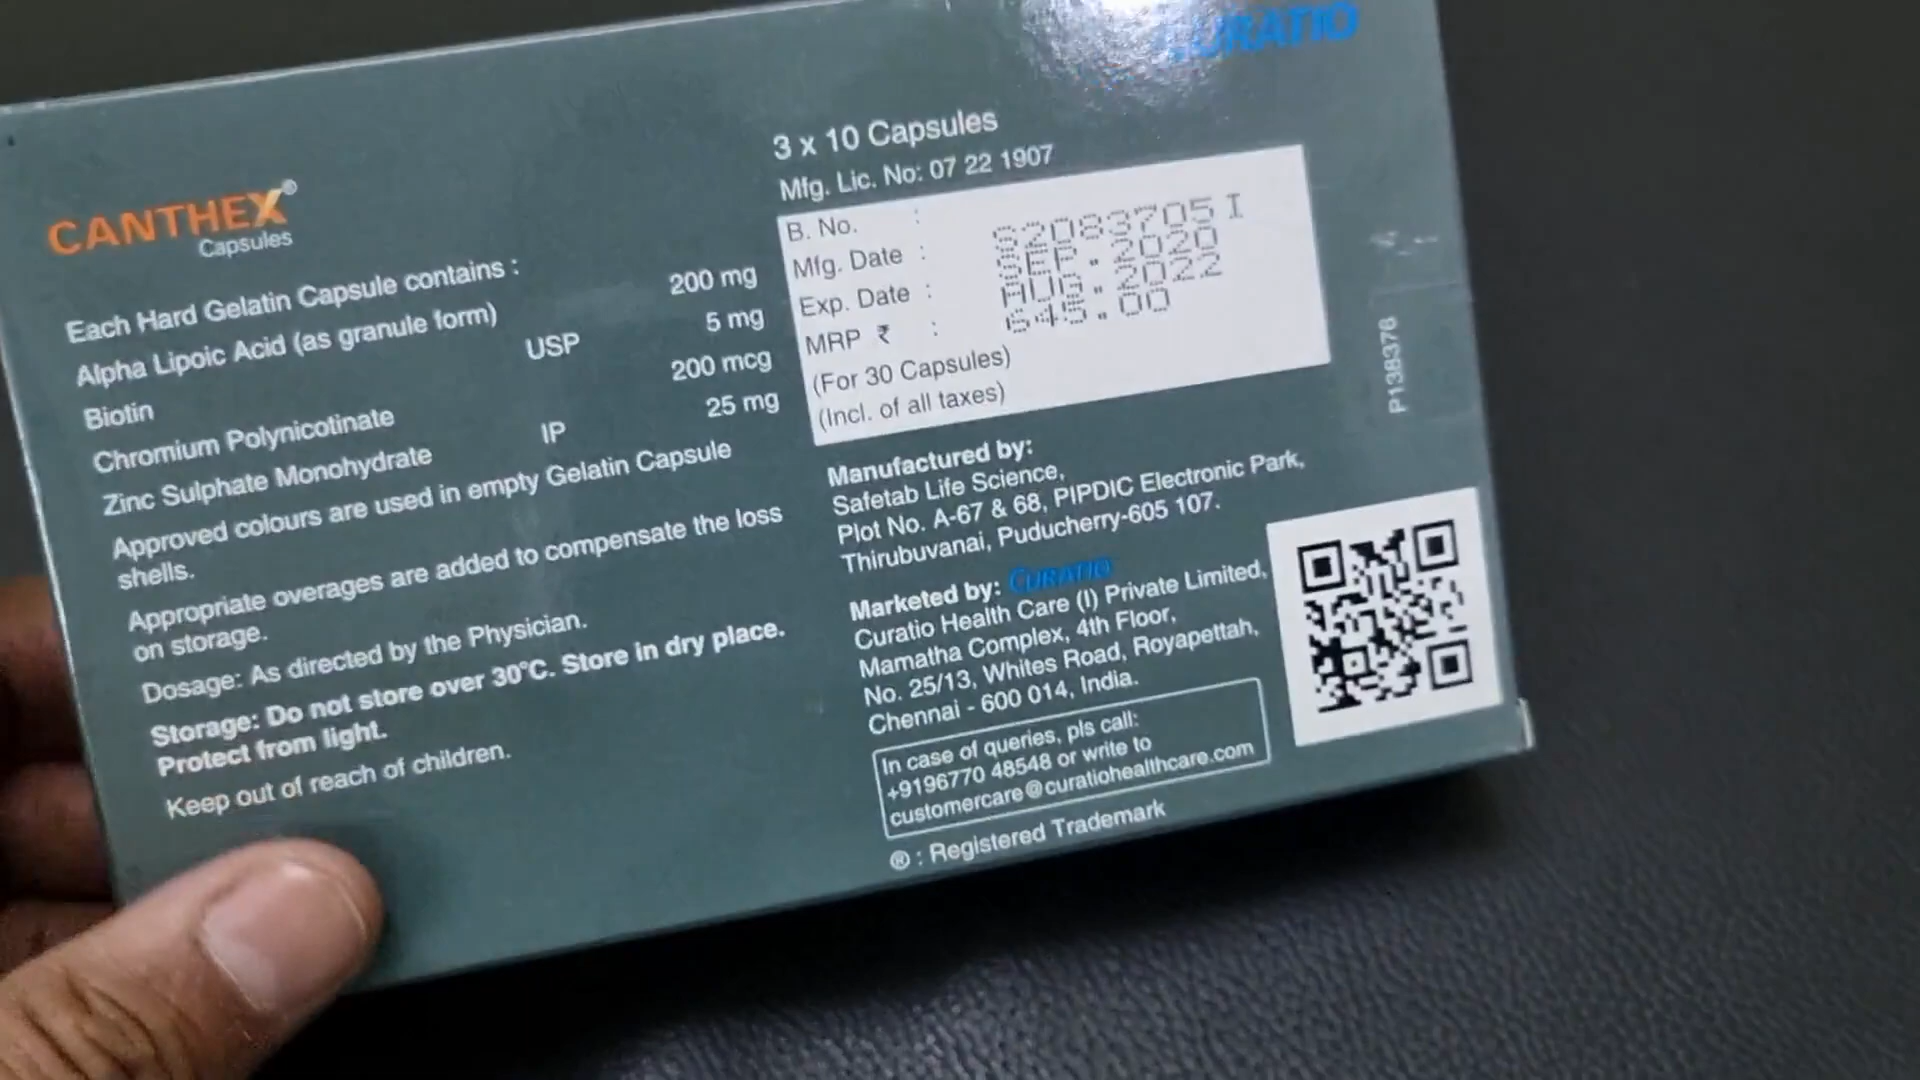 CURATIO
CANTHEX®
Capsules
Each Hard Gelatin Capsule contains :
Alpha Lipoic Acid (as granule form) 200 mg
Biotin USP 5 mg
Chromium Polynicotinate 200 mcg
Zinc Sulphate Monohydrate IP 25 mg
Approved colours are used in empty Gelatin Capsule
shells.
Appropriate overages are added to compensate the loss
on storage.
Dosage: As directed by the Physician.
Storage: Do not store over 30°C. Store in dry place.
Protect from light.
Keep out of reach of children.
3 x 10 Capsules
Mfg. Lic. No: 07 22 1907
B. No. : S2083705 I
Mfg. Date : SEP. 2020
Exp. Date : AUG. 2022
MRP ₹ : 645.00
(For 30 Capsules)
(Incl. of all taxes)
Manufactured by:
Safetab Life Science,
Plot No. A-67 & 68, PIPDIC Electronic Park,
Thirubuvanai, Puducherry-605 107.
Marketed by: CURATIO
Curatio Health Care (I) Private Limited,
Mamatha Complex, 4th Floor,
No. 25/13, Whites Road, Royapettah,
Chennai - 600 014, India.
In case of queries, pls call:
+9196770 48548 or write to
customercare@curatiohealthcare.com
® : Registered Trademark
P138378